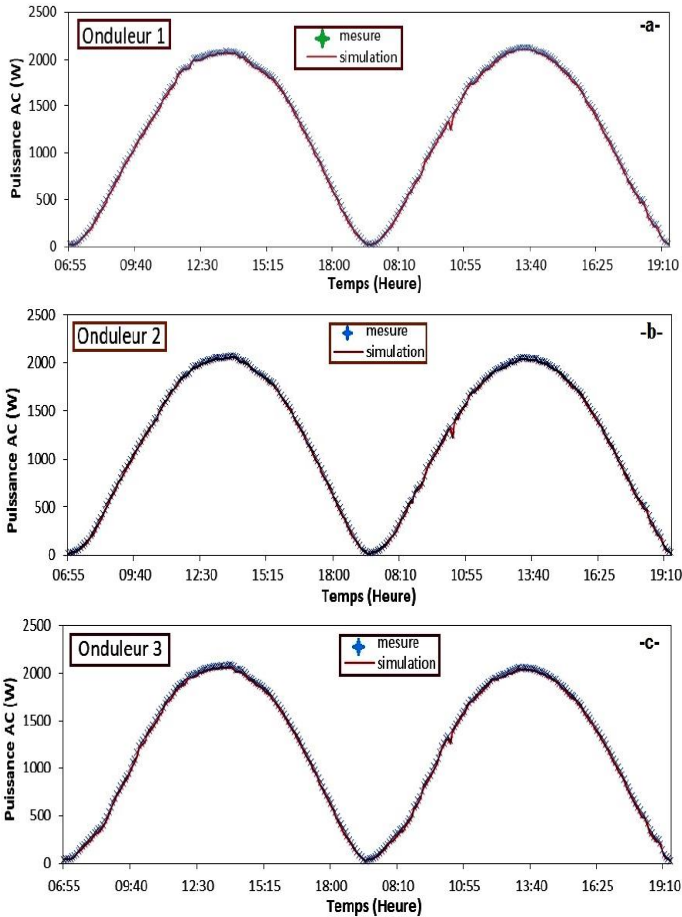 Onduleur 1
mesure
simulation
-a-
Puissance AC (W)
2500
2000
1500
1000
500
0
06:55 09:40 12:30 15:15 18:00 08:10 10:55 13:40 16:25 19:10
Temps (Heure)
Onduleur 2
mesure
simulation
-b-
Puissance AC (W)
2500
2000
1500
1000
500
0
06:55 09:40 12:30 15:15 18:00 08:10 10:55 13:40 16:25 19:10
Temps (Heure)
Onduleur 3
mesure
simulation
-c-
Puissance AC (W)
2500
2000
1500
1000
500
0
06:55 09:40 12:30 15:15 18:00 08:10 10:55 13:40 16:25 19:10
Temps (Heure)